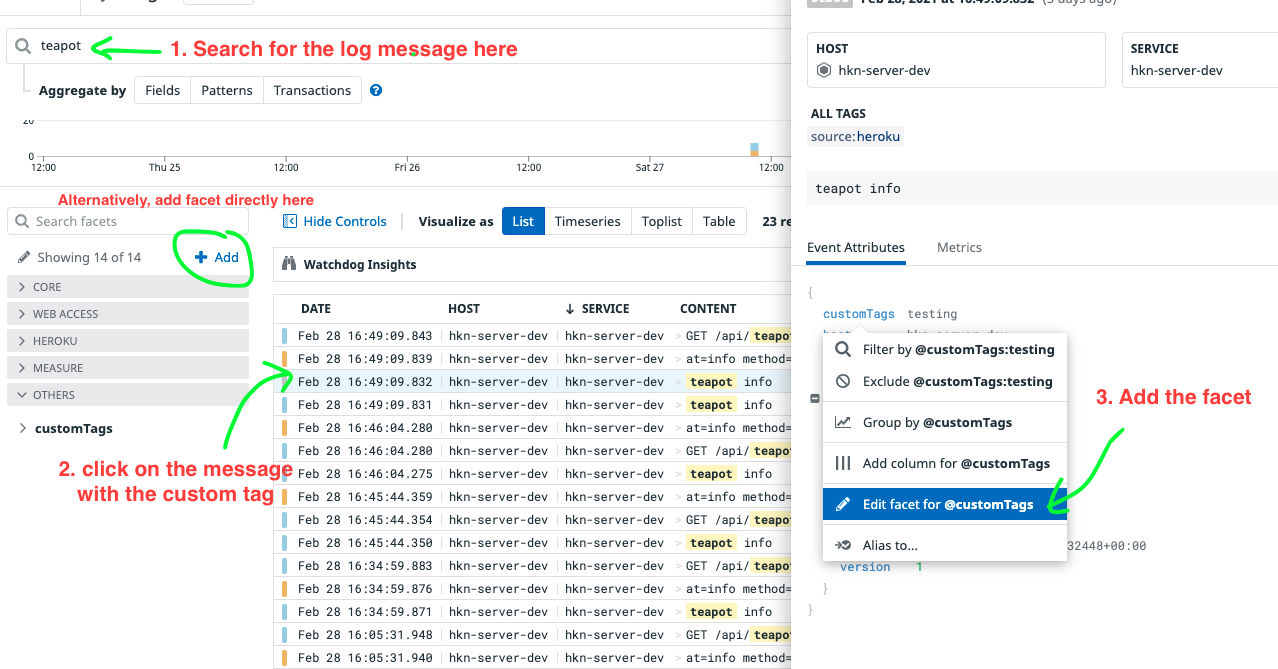 Feb 28, 2021 at 16:49:09.832
teapot
1. Search for the log message here
Aggregate by Fields Patterns Transactions ?
20
0
12:00 Thu 25 12:00 Fri 26 12:00 Sat 27 12:00
Alternatively, add facet directly here
Search facets
Hide Controls Visualize as List Timeseries Toplist Table 23 re
Showing 14 of 14 + Add
Watchdog Insights
CORE
WEB ACCESS
HEROKU
MEASURE
OTHERS
customTags
2. click on the message
with the custom tag
DATE HOST SERVICE CONTENT
Feb 28 16:49:09.843 hkn-server-dev hkn-server-dev > GET /api/teapo
Feb 28 16:49:09.839 hkn-server-dev hkn-server-dev > at=info method=
Feb 28 16:49:09.832 hkn-server-dev hkn-server-dev > teapot info
Feb 28 16:49:09.831 hkn-server-dev hkn-server-dev > teapot info
Feb 28 16:46:04.280 hkn-server-dev hkn-server-dev > at=info method=
Feb 28 16:46:04.280 hkn-server-dev hkn-server-dev > GET /api/teapo
Feb 28 16:46:04.275 hkn-server-dev hkn-server-dev > teapot info
Feb 28 16:45:44.359 hkn-server-dev hkn-server-dev > at=info method=
Feb 28 16:45:44.354 hkn-server-dev hkn-server-dev > GET /api/teapo
Feb 28 16:45:44.350 hkn-server-dev hkn-server-dev > teapot info
Feb 28 16:34:59.883 hkn-server-dev hkn-server-dev > GET /api/teapo
Feb 28 16:34:59.876 hkn-server-dev hkn-server-dev > at=info method=
Feb 28 16:34:59.871 hkn-server-dev hkn-server-dev > teapot info
Feb 28 16:05:31.948 hkn-server-dev hkn-server-dev > GET /api/teapo
Feb 28 16:05:31.940 hkn-server-dev hkn-server-dev > at=info method=
HOST
hkn-server-dev
SERVICE
hkn-server-dev
ALL TAGS
source:heroku
teapot info
Event Attributes Metrics
{
customTags testing
Filter by @customTags:testing
Exclude @customTags:testing
Group by @customTags
Add column for @customTags
Edit facet for @customTags
Alias to...
3. Add the facet
32448+00:00
version 1
}
}